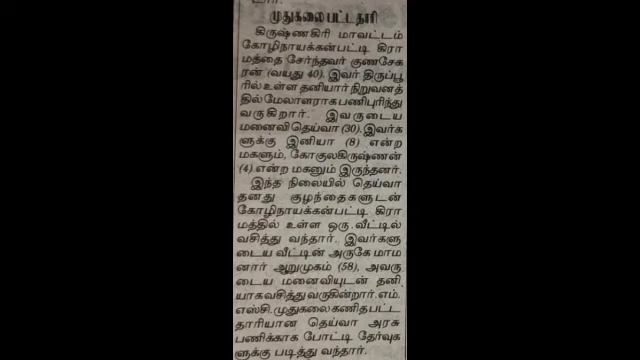 முதுகலை பட்டதாரி
கிருஷ்ணகிரி மாவட்டம்
கோழிநாயக்கன்பட்டி கிரா
மத்தை சேர்ந்தவர் குணசேக
ரன் (வயது 40). இவர் திருப்பூ
ரில் உள்ள தனியார் நிறுவனத்
தில் மேலாளராக பணிபுரிந்து
வருகிறார். இவருடைய
மனைவி தெய்வா (30). இவர்க
ளுக்கு இனியா (8) என்ற
மகளும், கோகுலகிருஷ்ணன்
(4) என்ற மகனும் இருந்தனர்.
இந்த நிலையில் தெய்வா
தனது குழந்தைகளுடன்
கோழிநாயக்கன்பட்டி கிரா
மத்தில் உள்ள ஒரு வீட்டில்
வசித்து வந்தார். இவர்களு
டைய வீட்டின் அருகே மாம
னார் ஆறுமுகம் (58), அவரு
டைய மனைவியுடன் தனி
யாக வசித்து வருகின்றார். எம்.
எஸ்சி. முதுகலை கணித பட்ட
தாரியான தெய்வா அரசு
பணிக்காக போட்டி தேர்வுக
ளுக்கு படித்து வந்தார்.